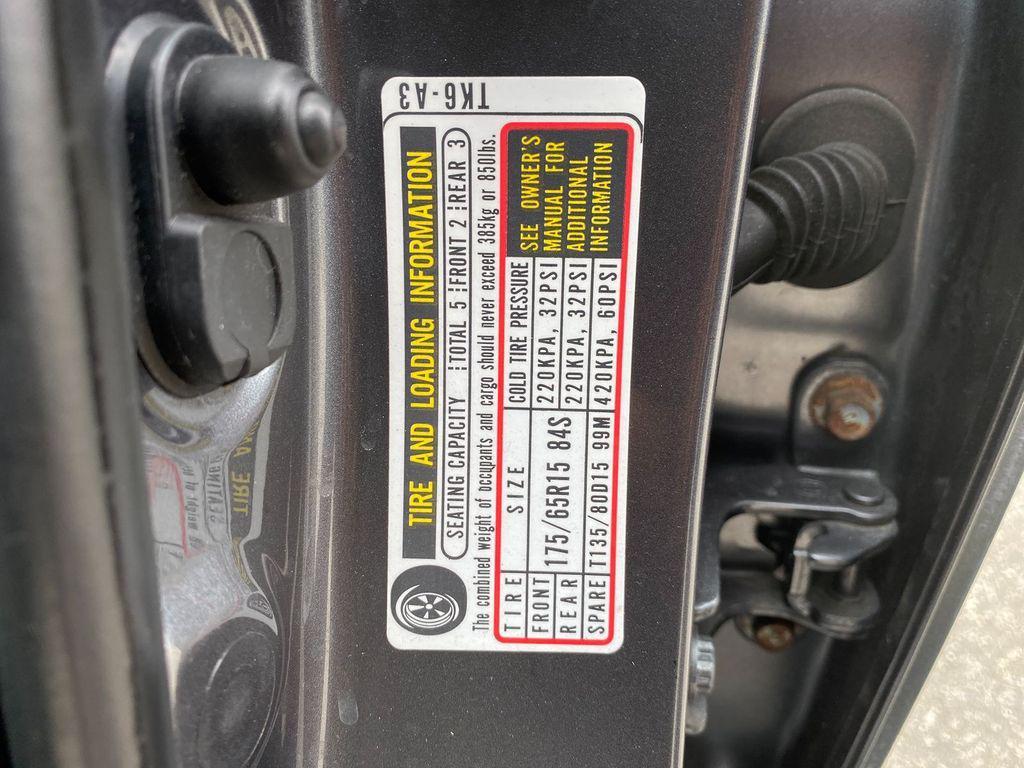 TK6-A3
TIRE AND LOADING INFORMATION
SEATING CAPACITY TOTAL 5 FRONT 2 REAR 3
The combined weight of occupants and cargo should never exceed 385kg or 850lbs.
TIRE SIZE COLD TIRE PRESSURE
FRONT 175/65R15 84S 220KPA, 32PSI
REAR 220KPA, 32PSI
SPARE T135/80D15 99M 420KPA, 60PSI
SEE OWNER'S
MANUAL FOR
ADDITIONAL
INFORMATION